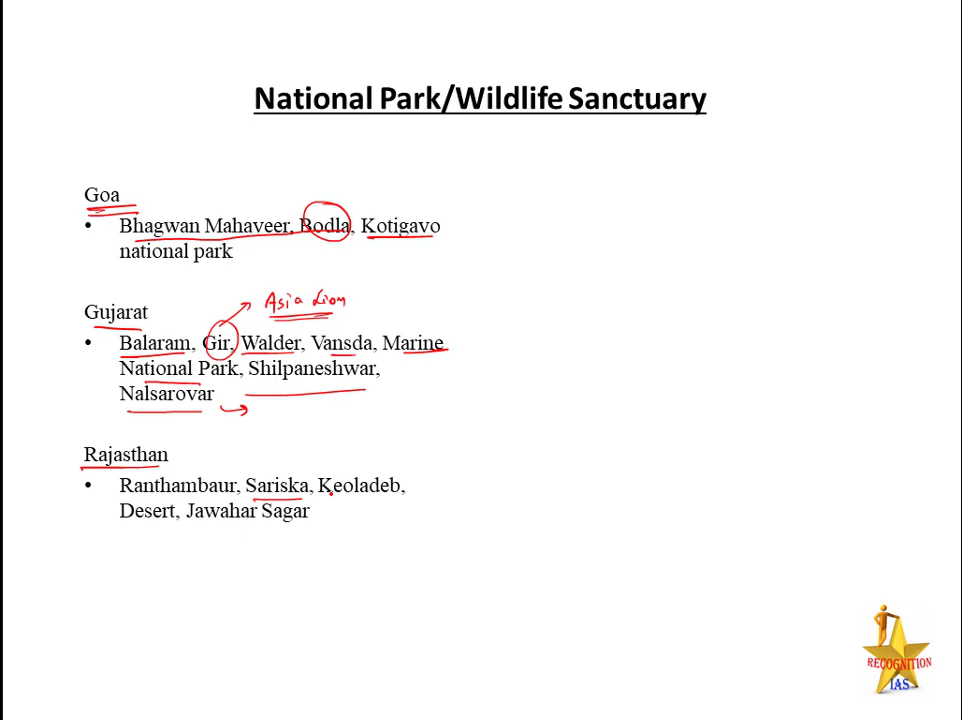 National Park/Wildlife Sanctuary
Goa
• Bhagwan Mahaveer, Bodla, Kotigavo
national park
Asia Lion
Gujarat
• Balaram, Gir, Walder, Vansda, Marine
National Park, Shilpaneshwar,
Nalsarovar
Rajasthan
• Ranthambaur, Sariska, Keoladeb,
Desert, Jawahar Sagar
RECOGNITION
IAS